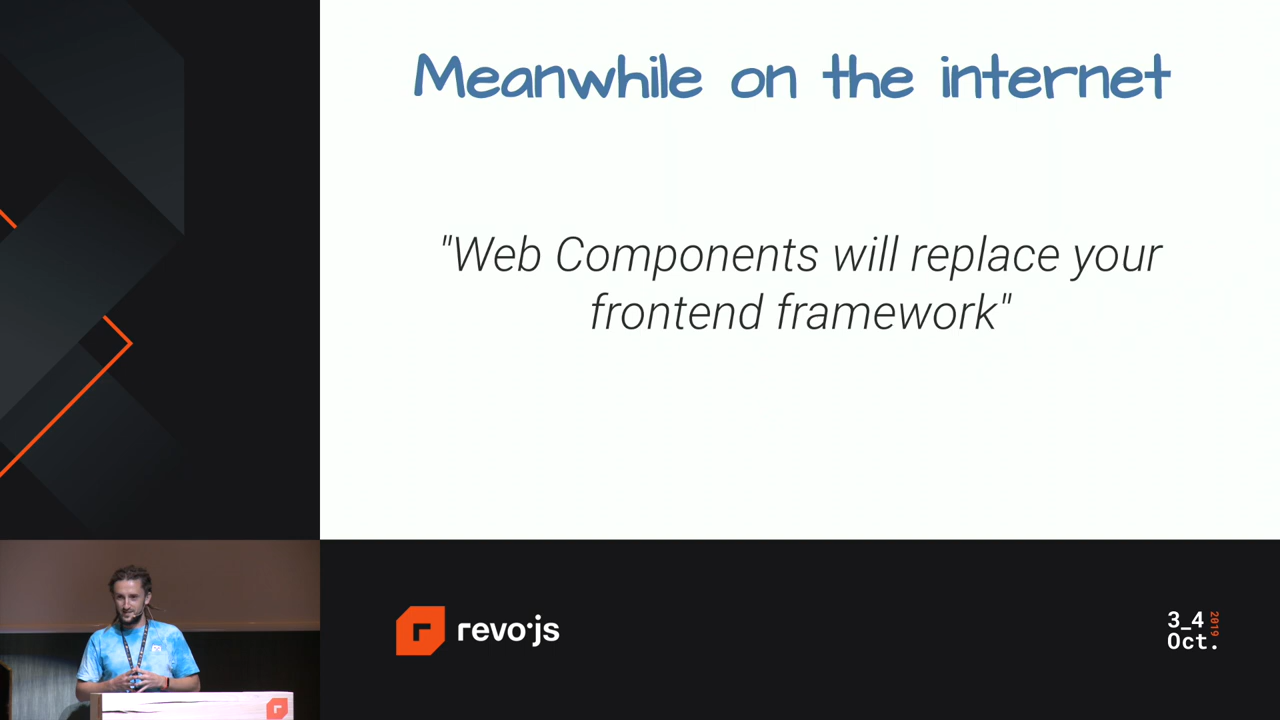 Meanwhile on the internet
"Web Components will replace your
frontend framework"
r revo·js
3_4 2019
Oct.